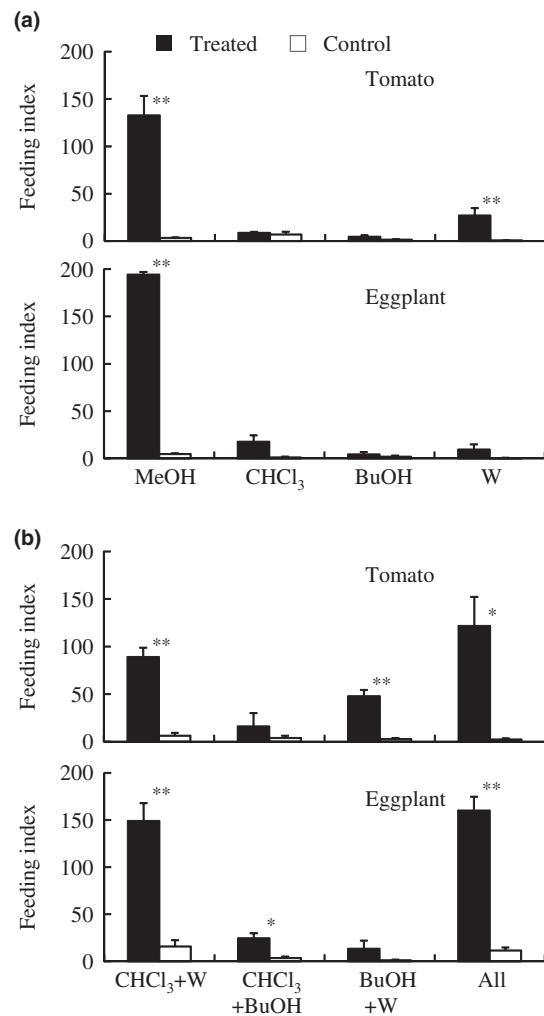 (a)
Treated Control
Tomato
Feeding index
200
150
100
50
0
**
**
Eggplant
Feeding index
200
150
100
50
0
**
MeOH CHCl₃ BuOH W
(b)
Tomato
Feeding index
200
150
100
50
0
**
**
*
Eggplant
Feeding index
200
150
100
50
0
**
*
**
CHCl₃+W CHCl₃ BuOH All
+BuOH +W